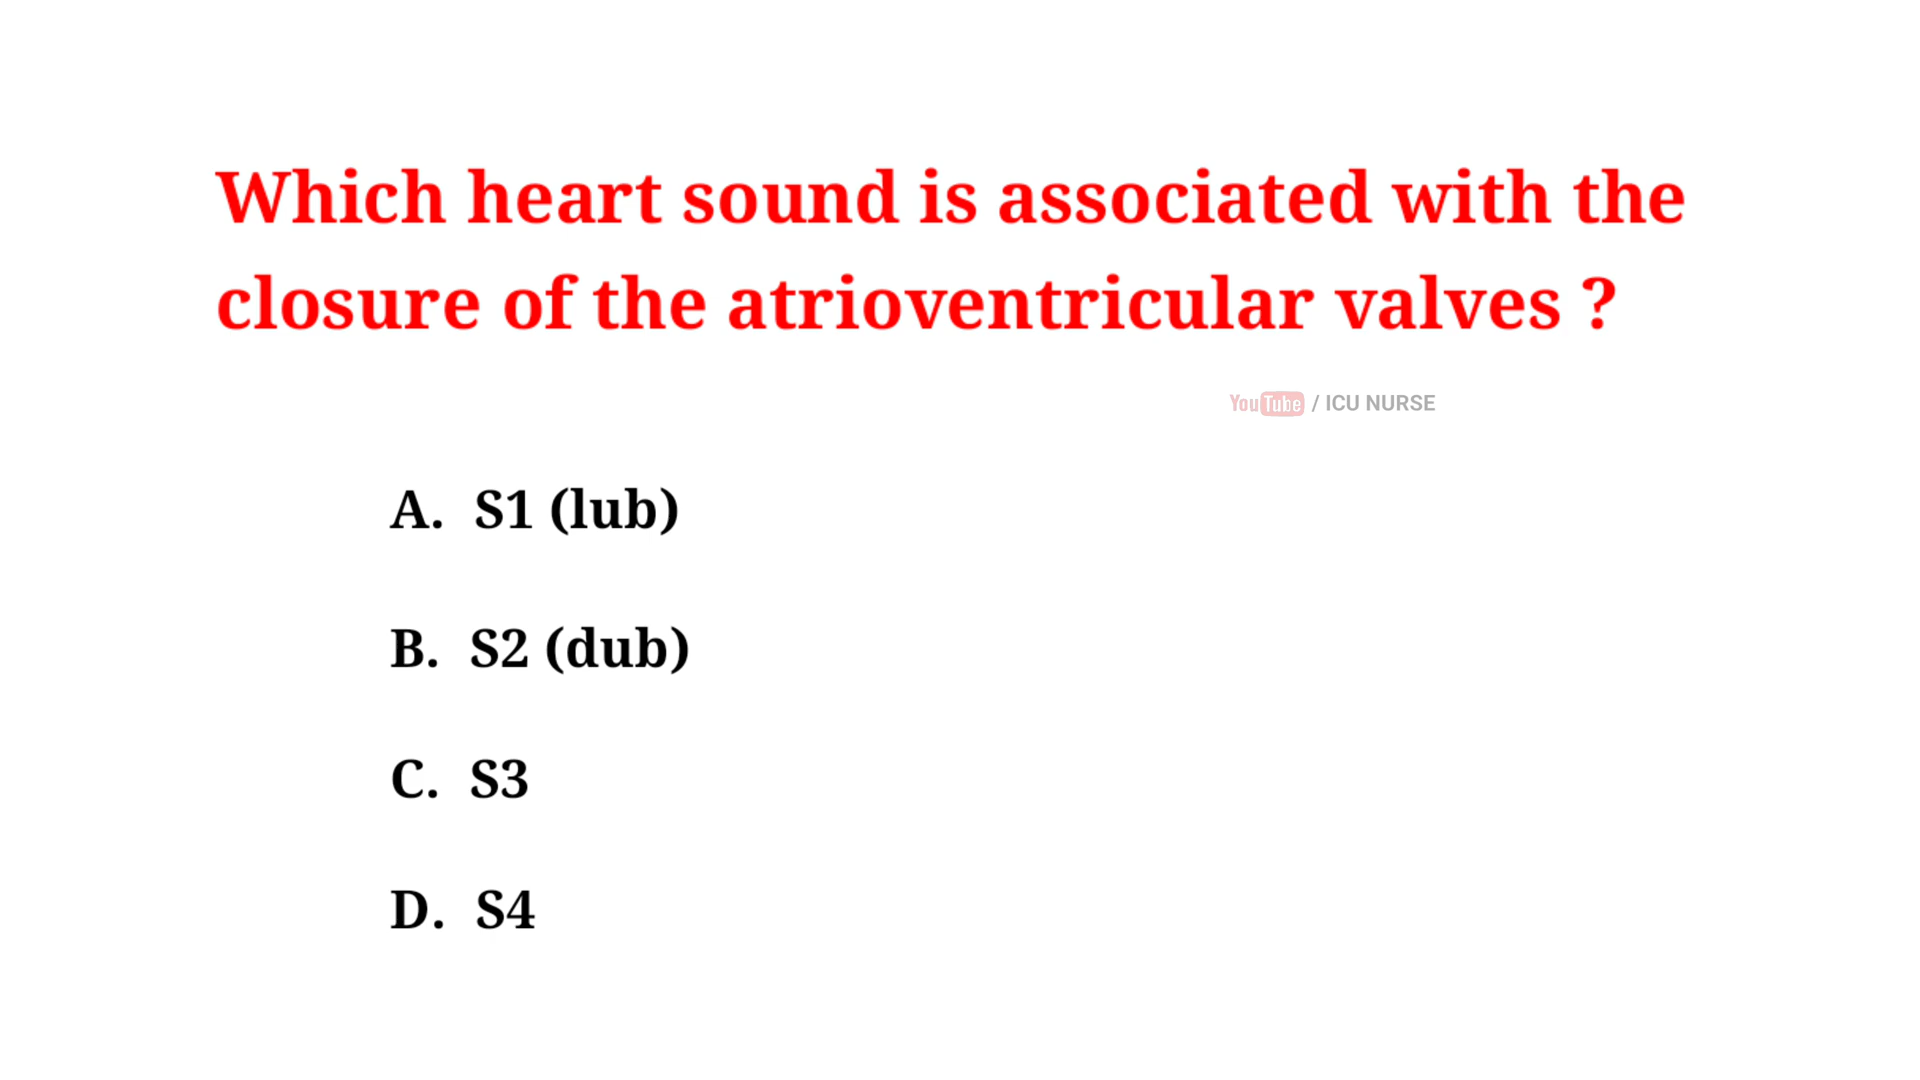 Which heart sound is associated with the
closure of the atrioventricular valves ?
YouTube / ICU NURSE
A. S1 (lub)
B. S2 (dub)
C. S3
D. S4